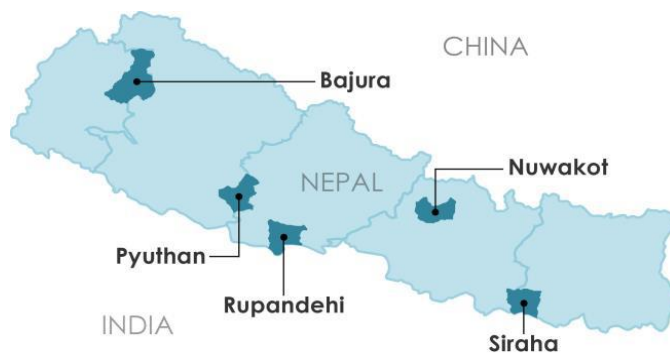 CHINA
Bajura
NEPAL
Nuwakot
Pyuthan
Rupandehi
INDIA
Siraha